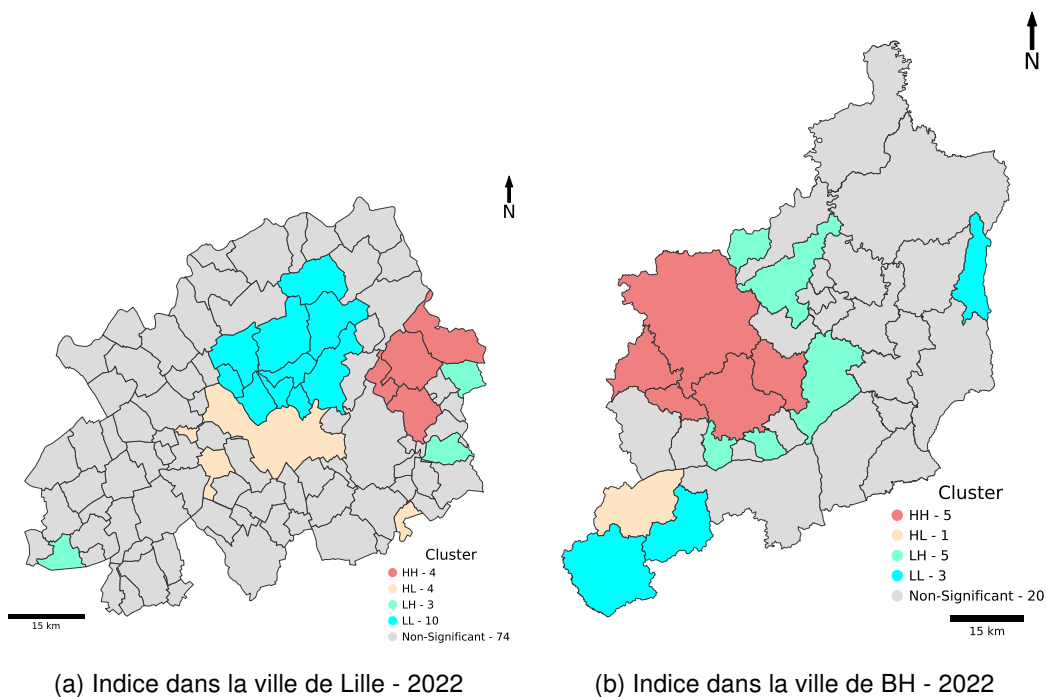 N
Cluster
HH - 4
HL - 4
LH - 3
LL - 10
Non-Significant - 74
15 km
(a) Indice dans la ville de Lille - 2022
N
Cluster
HH - 5
HL - 1
LH - 5
LL - 3
Non-Significant - 20
15 km
(b) Indice dans la ville de BH - 2022